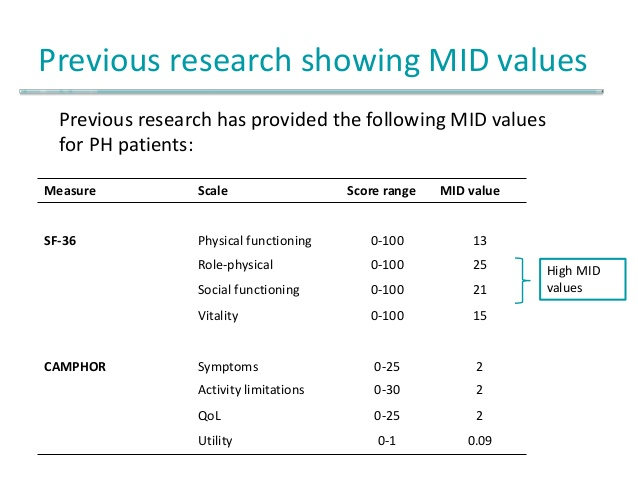 Previous research showing MID values
Previous research has provided the following MID values
for PH patients:
Measure Scale Score range MID value
SF-36 Physical functioning 0-100 13
Role-physical 0-100 25
Social functioning 0-100 21
Vitality 0-100 15
High MID
values
CAMPHOR Symptoms 0-25 2
Activity limitations 0-30 2
QoL 0-25 2
Utility 0-1 0.09